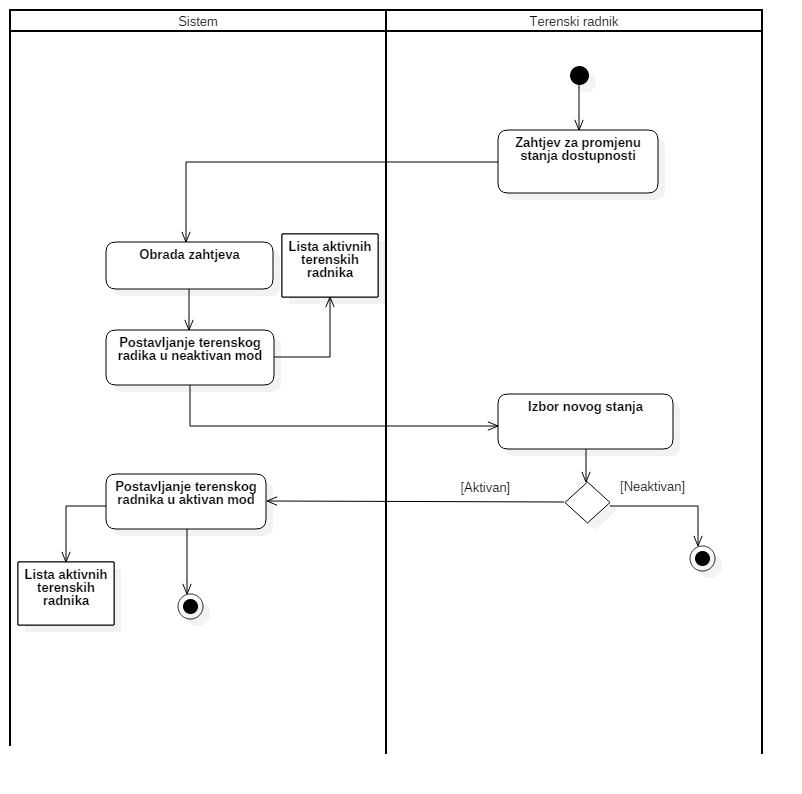 Sistem
Terenski radnik
Zahtjev za promjenu
stanja dostupnosti
Obrada zahtjeva
Lista aktivnih
terenskih
radnika
Postavljanje terenskog
radika u neaktivan mod
Izbor novog stanja
[Aktivan]
[Neaktivan]
Postavljanje terenskog
radnika u aktivan mod
Lista aktivnih
terenskih
radnika